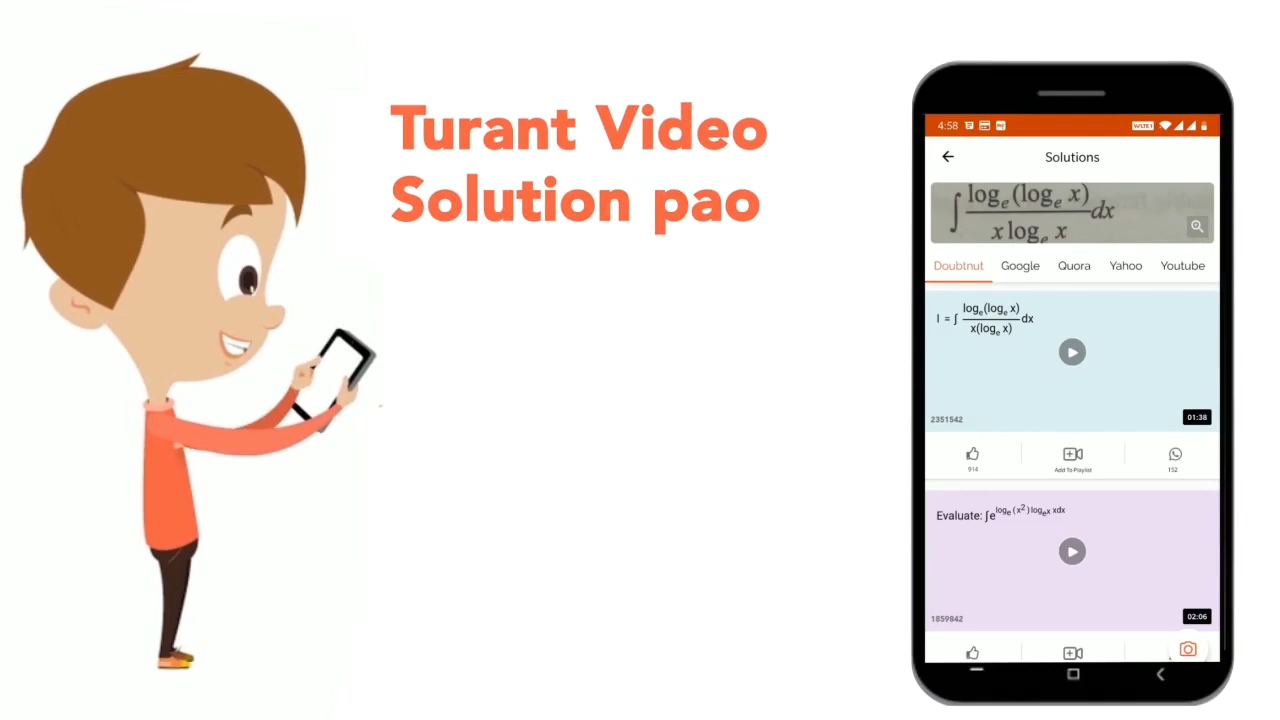 Turant Video
Solution pao
4:58
VoLTE1
Solutions
∫ logₑ(logₑ x) / x logₑ x dx
Doubtnut Google Quora Yahoo Youtube
I = ∫ logₑ(logₑ x) / x(logₑ x) dx
2351542 01:38
914 Add To Playlist 152
Evaluate: ∫e^logₑ(x²)logₑx xdx
1859842 02:06